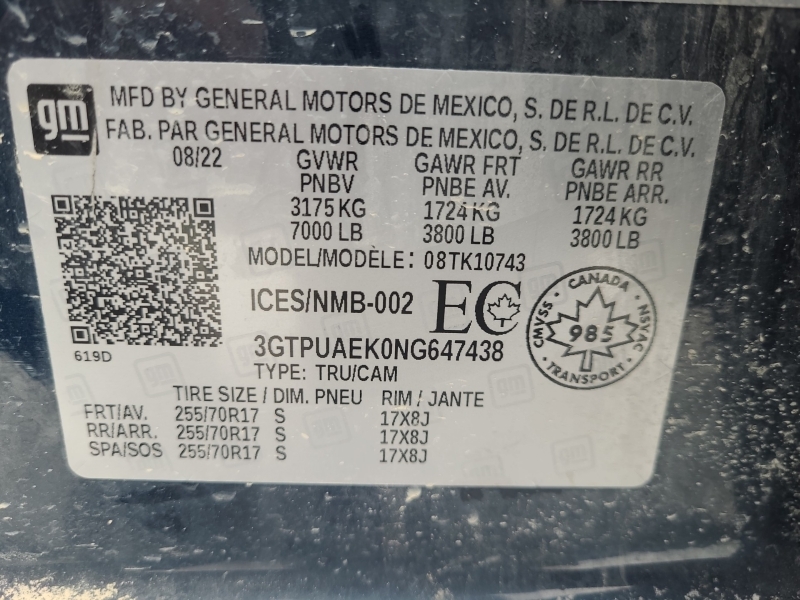 gm
MFD BY GENERAL MOTORS DE MEXICO, S. DE R.L. DE C.V.
FAB. PAR GENERAL MOTORS DE MEXICO, S. DE R.L. DE C.V.
08/22 GVWR GAWR FRT GAWR RR
PNBV PNBE AV. PNBE ARR.
3175 KG 1724 KG 1724 KG
7000 LB 3800 LB 3800 LB
MODEL/MODÈLE: 08TK10743
ICES/NMB-002 EC
CANADA
CMVSS 985 NSVAC
TRANSPORT
619D
3GTPUAEK0NG647438
TYPE: TRU/CAM
TIRE SIZE / DIM. PNEU RIM / JANTE
FRT/AV. 255/70R17 S 17X8J
RR/ARR. 255/70R17 S 17X8J
SPA/SOS 255/70R17 S 17X8J